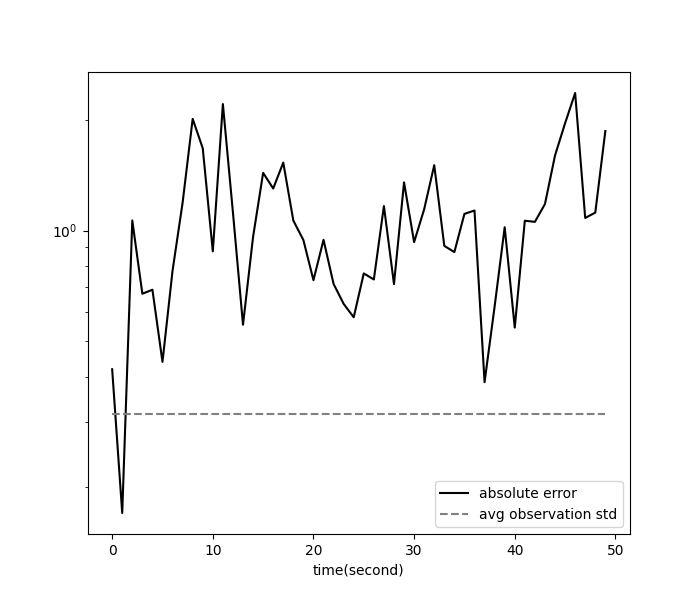 10⁰
absolute error
avg observation std
0 10 20 30 40 50
time(second)